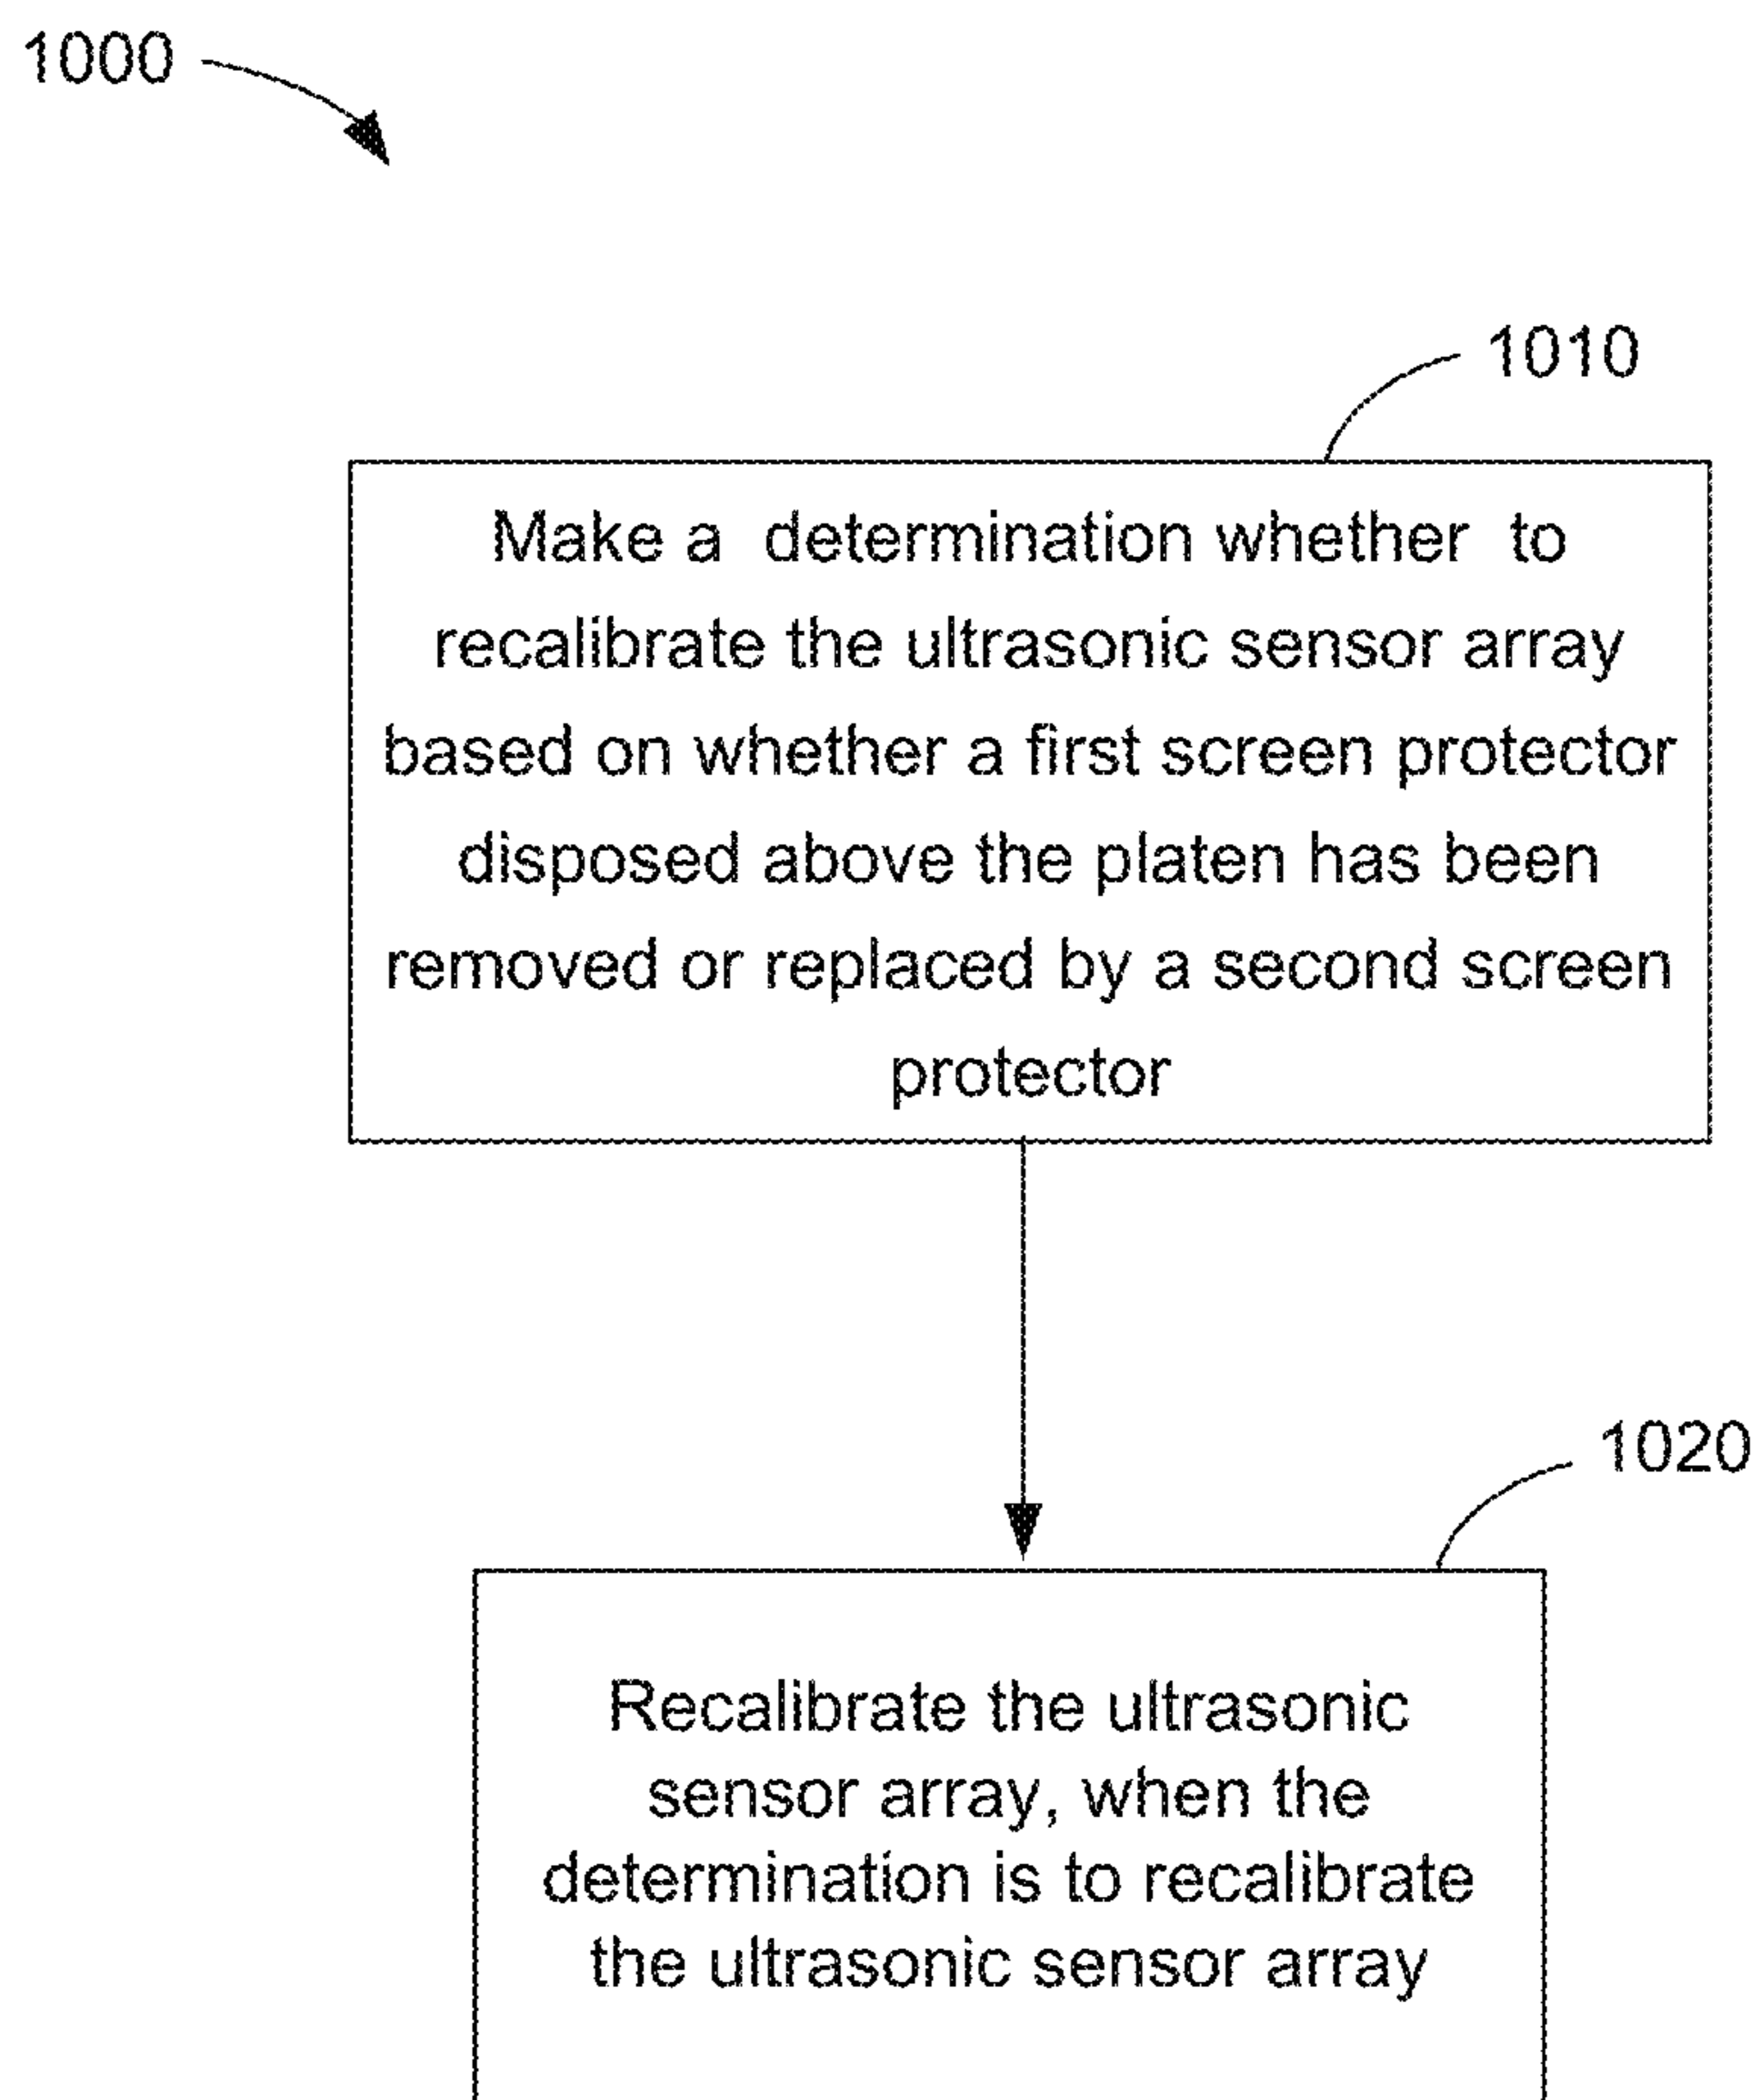 1000
1010
Make a determination whether to
recalibrate the ultrasonic sensor array
based on whether a first screen protector
disposed above the platen has been
removed or replaced by a second screen
protector
1020
Recalibrate the ultrasonic
sensor array, when the
determination is to recalibrate
the ultrasonic sensor array